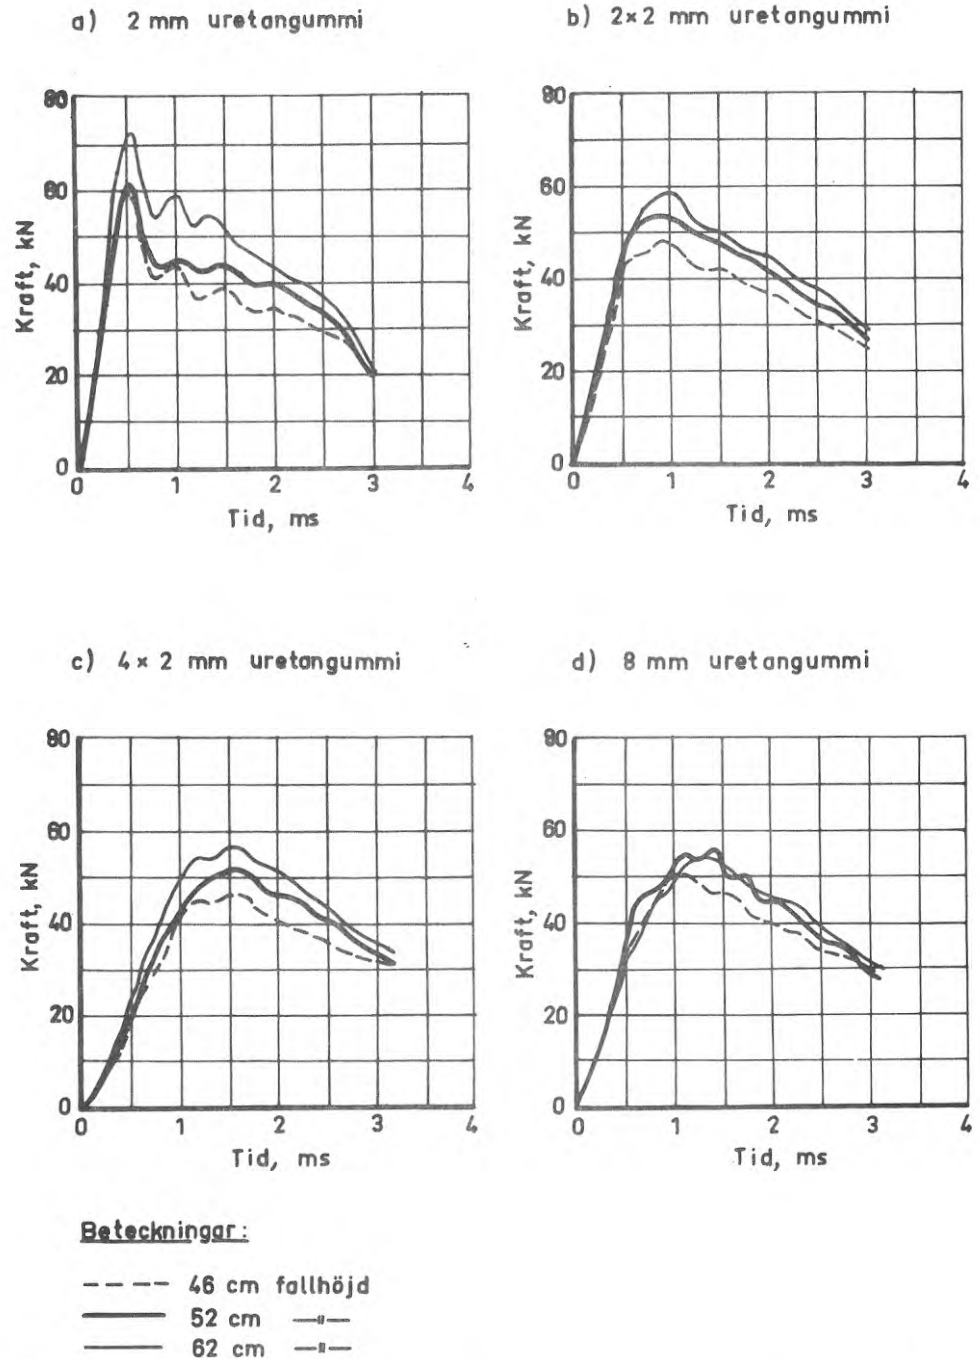 a) 2 mm uretangummi
b) 2×2 mm uretangummi
80
60
40
20
0
Kraft, kN
0 1 2 3 4
Tid, ms
80
60
40
20
0
Kraft, kN
0 1 2 3 4
Tid, ms
c) 4×2 mm uretangummi
d) 8 mm uretangummi
80
60
40
20
0
Kraft, kN
0 1 2 3 4
Tid, ms
80
60
40
20
0
Kraft, kN
0 1 2 3 4
Tid, ms
Beteckningar:
46 cm fallhöjd
52 cm —"—
62 cm —"—